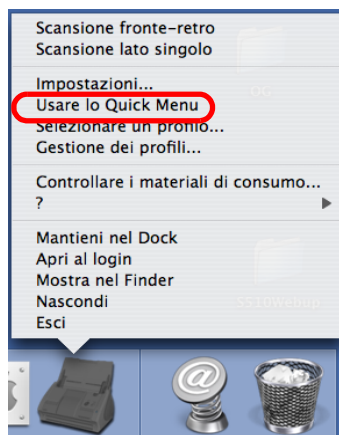 Scansione fronte-retro
Scansione lato singolo
Impostazioni...
Usare lo Quick Menu
Selezionare un profilo...
Gestione dei profili...
Controllare i materiali di consumo...
?
Mantieni nel Dock
Apri al login
Mostra nel Finder
Nascondi
Esci